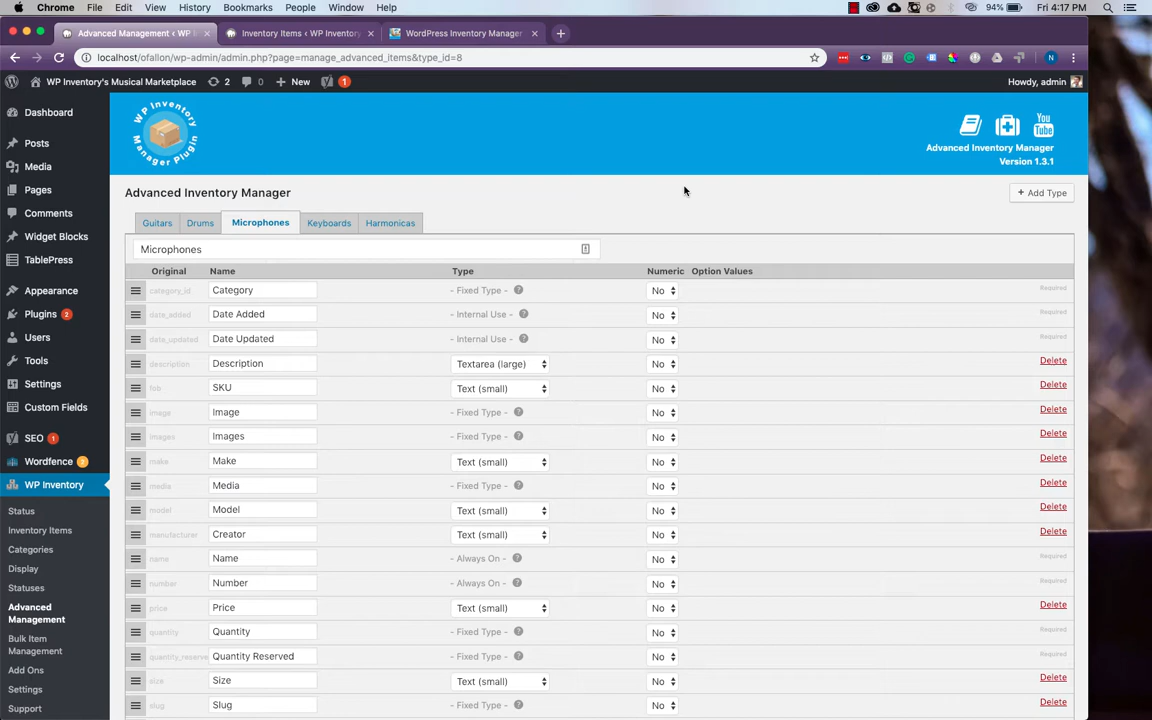 Chrome File Edit View History Bookmarks People Window Help 94% Fri 4:17 PM
Advanced Management < WP I Inventory Items < WP Inventory WordPress Inventory Manager
localhost/ofallon/wp-admin/admin.php?page=manage_advanced_items&type_id=8 N
WP Inventory's Musical Marketplace 2 0 New 1 Howdy, admin
Dashboard
Posts
Media
Pages
Comments
Widget Blocks
TablePress
Appearance
Plugins 2
Users
Tools
Settings
Custom Fields
SEO 1
Wordfence
WP Inventory
Status
Inventory Items
Categories
Display
Statuses
Advanced
Management
Bulk Item
Management
Add Ons
Settings
Support
WP Inventory
Manager Plugin
You
Tube
Advanced Inventory Manager
Version 1.3.1
Advanced Inventory Manager
+ Add Type
Guitars Drums Microphones Keyboards Harmonicas
Microphones
Original Name Type Numeric Option Values
category_id Category - Fixed Type - ? No Required
date_added Date Added - Internal Use - ? No Required
date_updated Date Updated - Internal Use - ? No Required
description Description Textarea (large) No Delete
fob SKU Text (small) No Delete
image Image - Fixed Type - ? No Delete
images Images - Fixed Type - ? No Delete
make Make Text (small) No Delete
media Media - Fixed Type - ? No Delete
model Model Text (small) No Delete
manufacturer Creator Text (small) No Delete
name Name - Always On - ? No Required
number Number - Always On - ? No Required
price Price Text (small) No Delete
quantity Quantity - Fixed Type - ? No Required
quantity_reserve Quantity Reserved - Fixed Type - ? No Required
size Size Text (small) No Delete
slug Slug - Fixed Type - ? No Delete